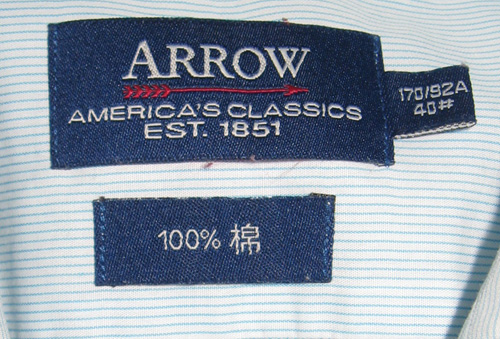 ARROW
AMERICA'S CLASSICS
EST. 1851
170/92A
40#
100% 棉